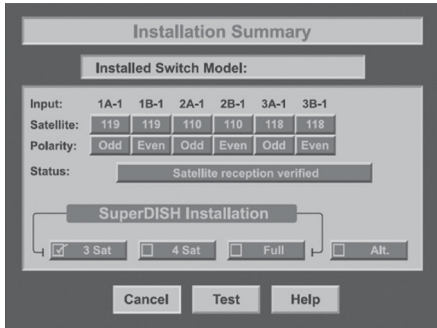 Installation Summary
Installed Switch Model:
Input: 1A-1 1B-1 2A-1 2B-1 3A-1 3B-1
Satellite: 119 119 110 110 118 118
Polarity: Odd Even Odd Even Odd Even
Status: Satellite reception verified
SuperDISH Installation
3 Sat 4 Sat Full Alt.
Cancel Test Help